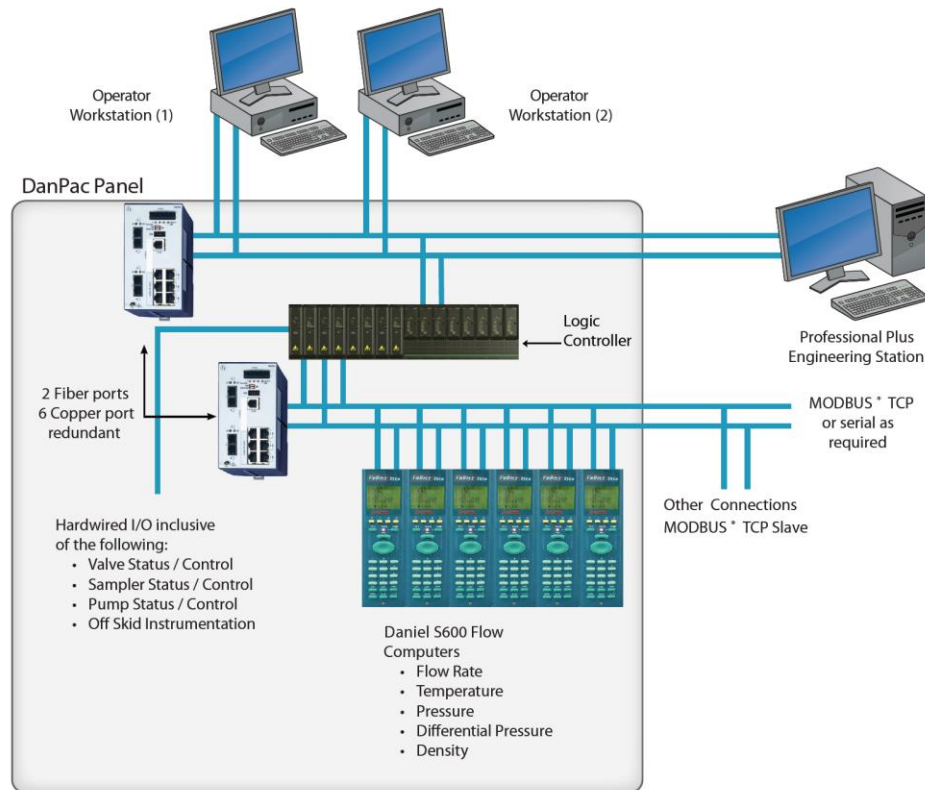 Operator
Workstation (1)
Operator
Workstation (2)
DanPac Panel
Logic
Controller
Professional Plus
Engineering Station
2 Fiber ports
6 Copper port
redundant
MODBUS * TCP
or serial as
required
Other Connections
MODBUS * TCP Slave
Hardwired I/O inclusive
of the following:
• Valve Status / Control
• Sampler Status / Control
• Pump Status / Control
• Off Skid Instrumentation
Daniel S600 Flow
Computers
• Flow Rate
• Temperature
• Pressure
• Differential Pressure
• Density